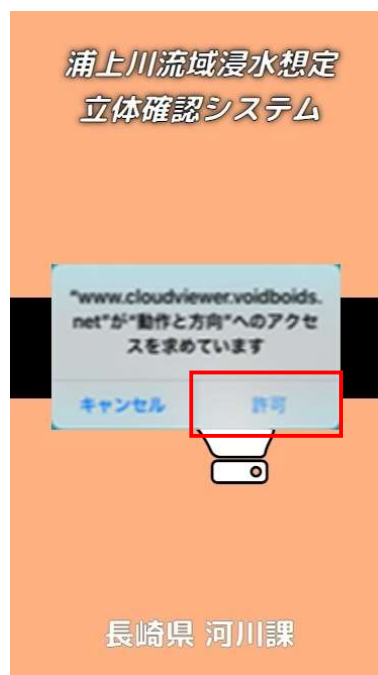 浦上川流域浸水想定
立体確認システム
"www.cloudviewer.voidboids.
net"が"動作と方向"へのアクセ
スを求めています
キャンセル 許可
長崎県 河川課